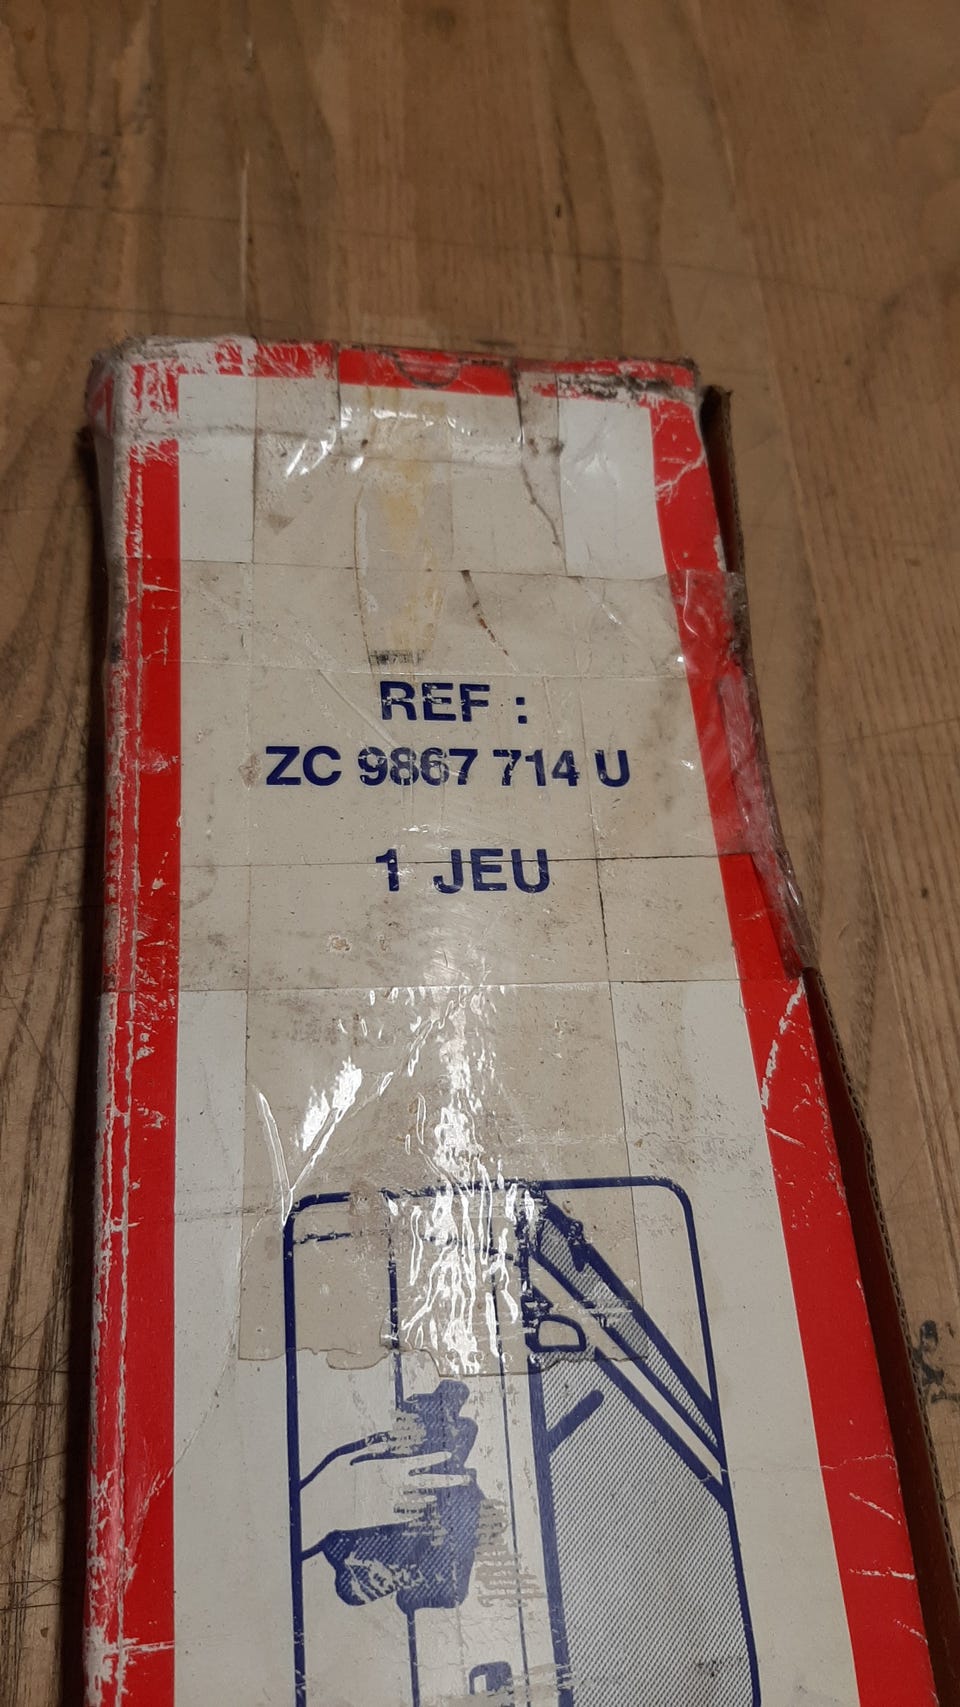 REF :
ZC 9867 714 U
1 JEU